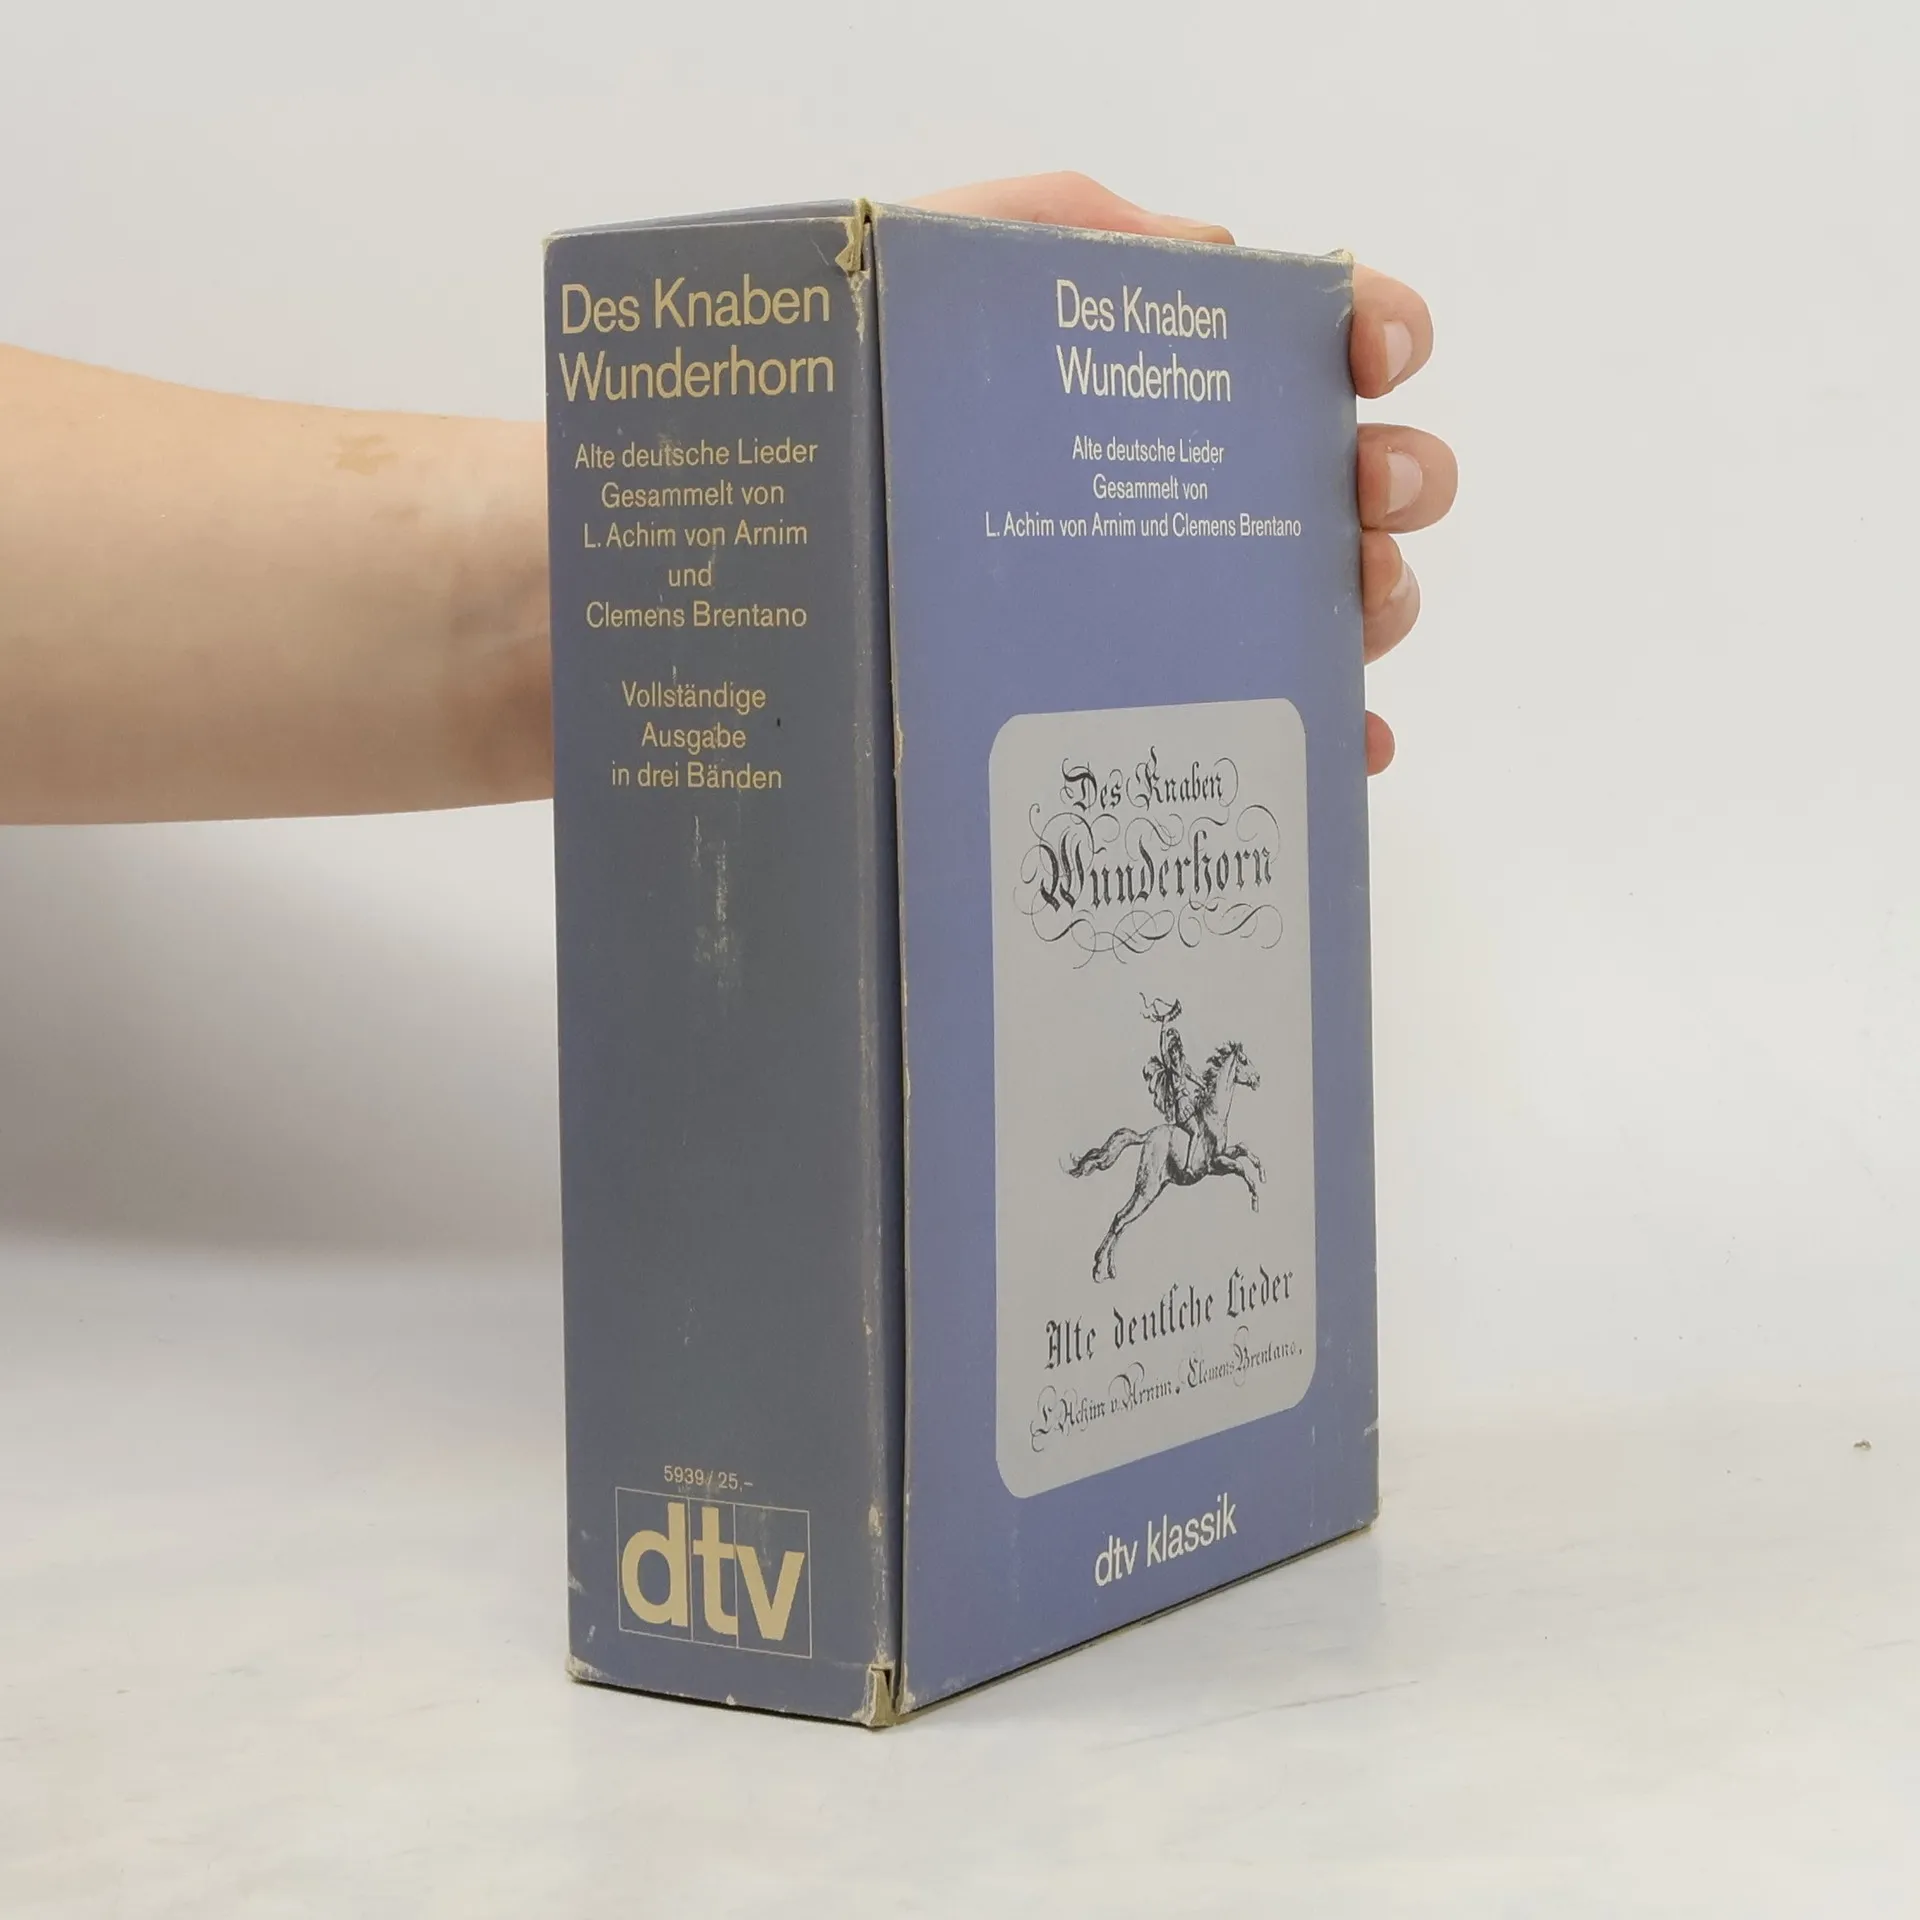 Des Knaben
Wunderhorn
Alte deutsche Lieder
Gesammelt von
L. Achim von Arnim
und
Clemens Brentano
Vollständige
Ausgabe
in drei Bänden
5939/25,–
dtv
Des Knaben
Wunderhorn
Alte deutsche Lieder
Gesammelt von
L. Achim von Arnim und Clemens Brentano
Des Knaben
Wunderhorn
Alte deutſche Lieder
L. Achim v. Arnim. Clemens Brentano.
dtv klassik